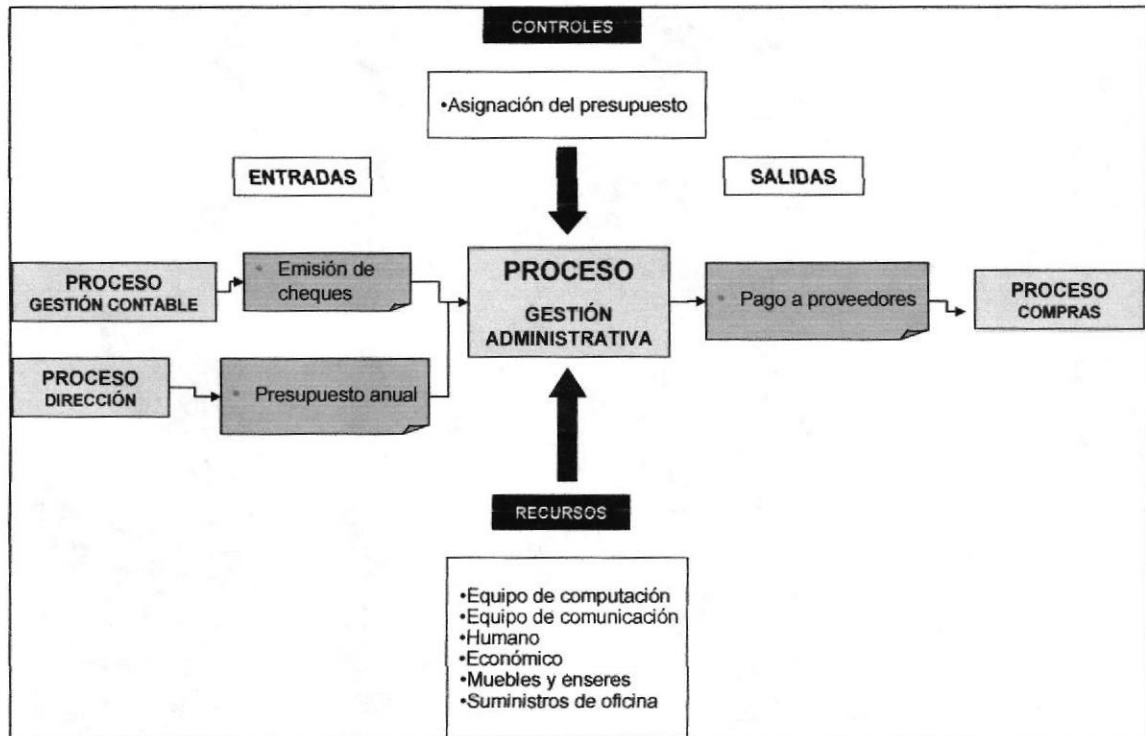 CONTROLES
•Asignación del presupuesto
ENTRADAS
SALIDAS
PROCESO
GESTIÓN CONTABLE
• Emisión de
cheques
PROCESO
GESTIÓN
ADMINISTRATIVA
• Pago a proveedores
PROCESO
COMPRAS
PROCESO
DIRECCIÓN
• Presupuesto anual
RECURSOS
•Equipo de computación
•Equipo de comunicación
•Humano
•Económico
•Muebles y enseres
•Suministros de oficina